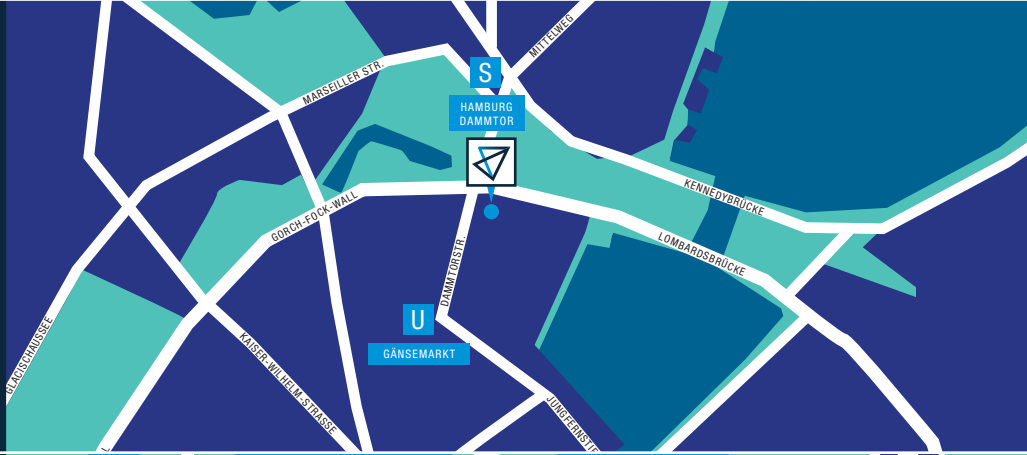 MITTELWEG
S
MARSEILLER STR.
HAMBURG
DAMMTOR
KENNEDYBRÜCKE
GORCH-FOCK-WALL
LOMBARDSBRÜCKE
DAMMTORSTR.
U
GÄNSEMARKT
GLACISCHAUSSEE
KAISER-WILHELM-STRASSE
JUNGFERNSTIE